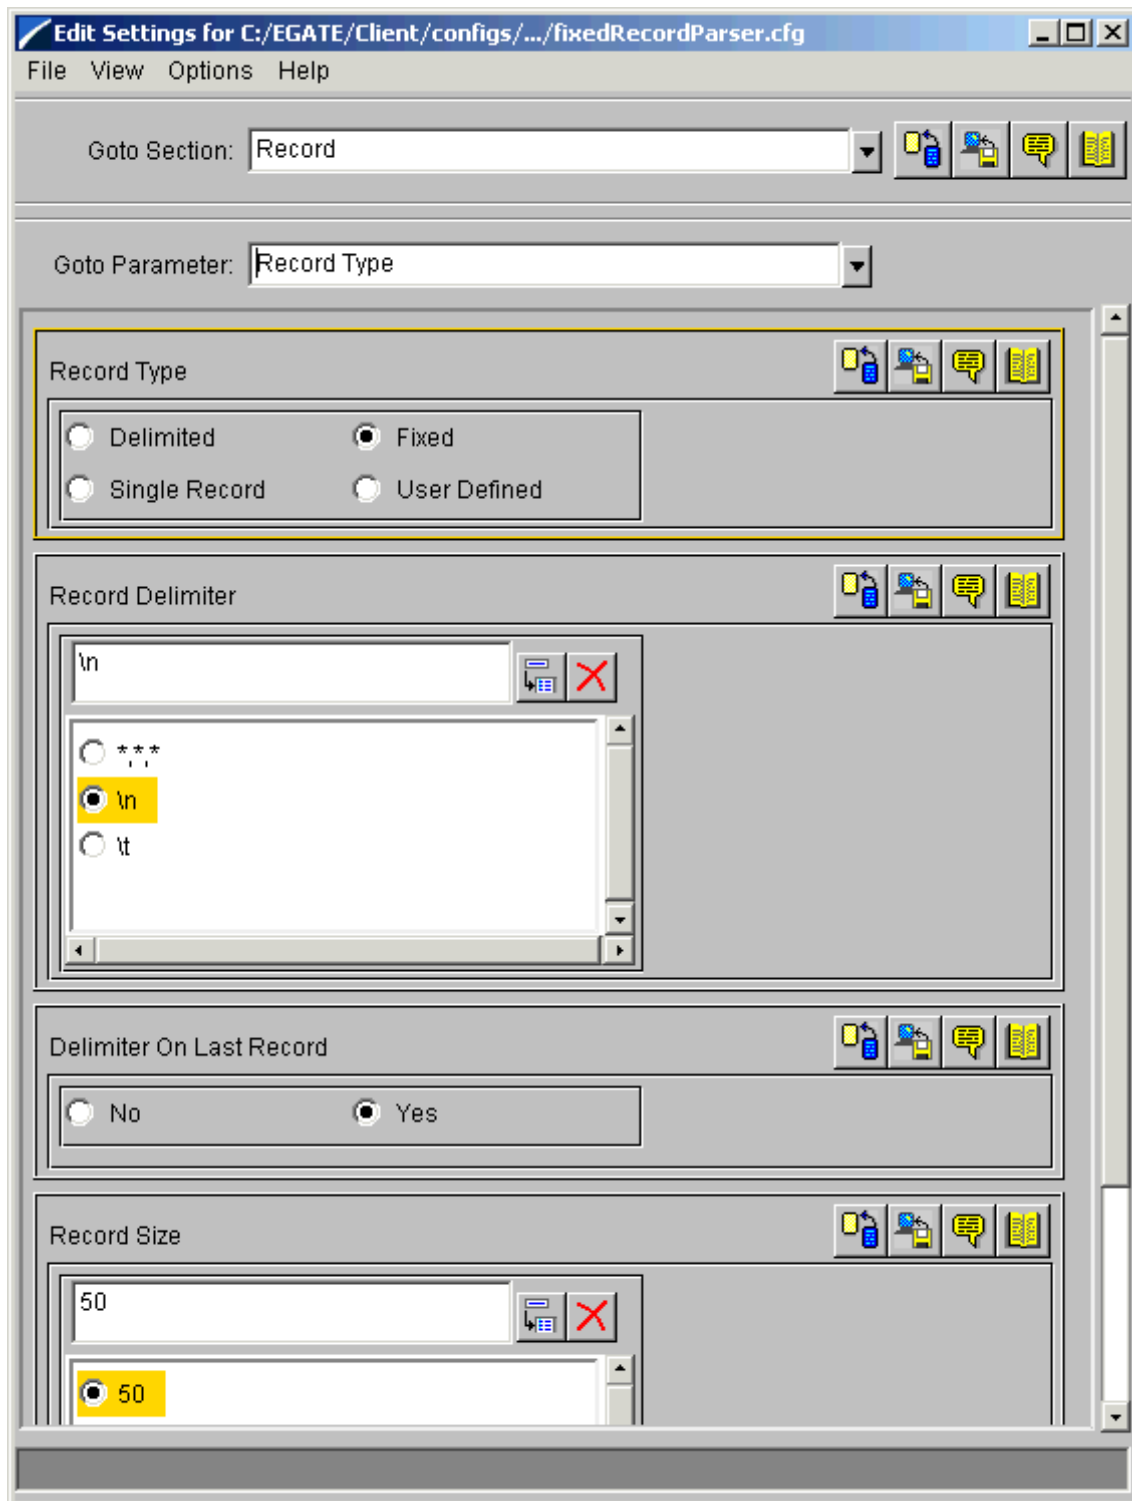 Edit Settings for C:/EGATE/Client/configs/.../fixedRecordParser.cfg
File View Options Help
Goto Section: Record
Goto Parameter: Record Type
Record Type
Delimited Fixed
Single Record User Defined
Record Delimiter
\n
*,*,*
\n
\t
Delimiter On Last Record
No Yes
Record Size
50
50